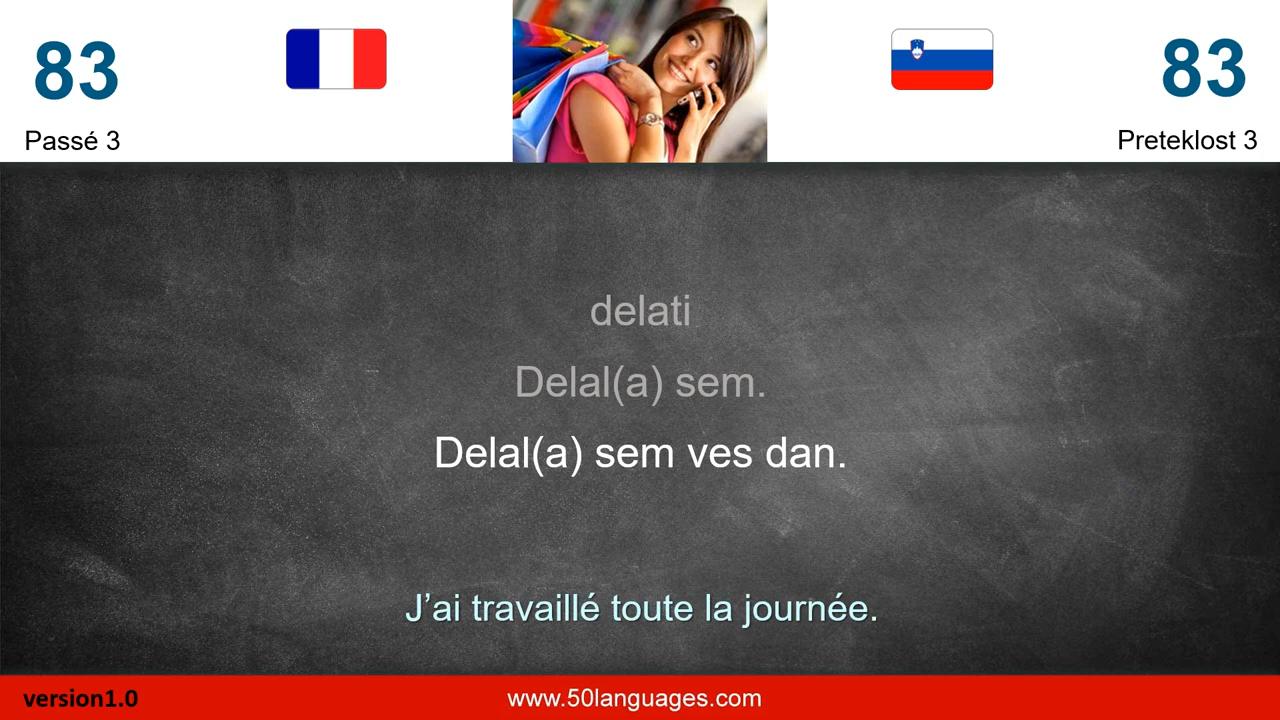 83
83
Passé 3
Preteklost 3
delati
Delal(a) sem.
Delal(a) sem ves dan.
J’ai travaillé toute la journée.
version1.0
www.50languages.com